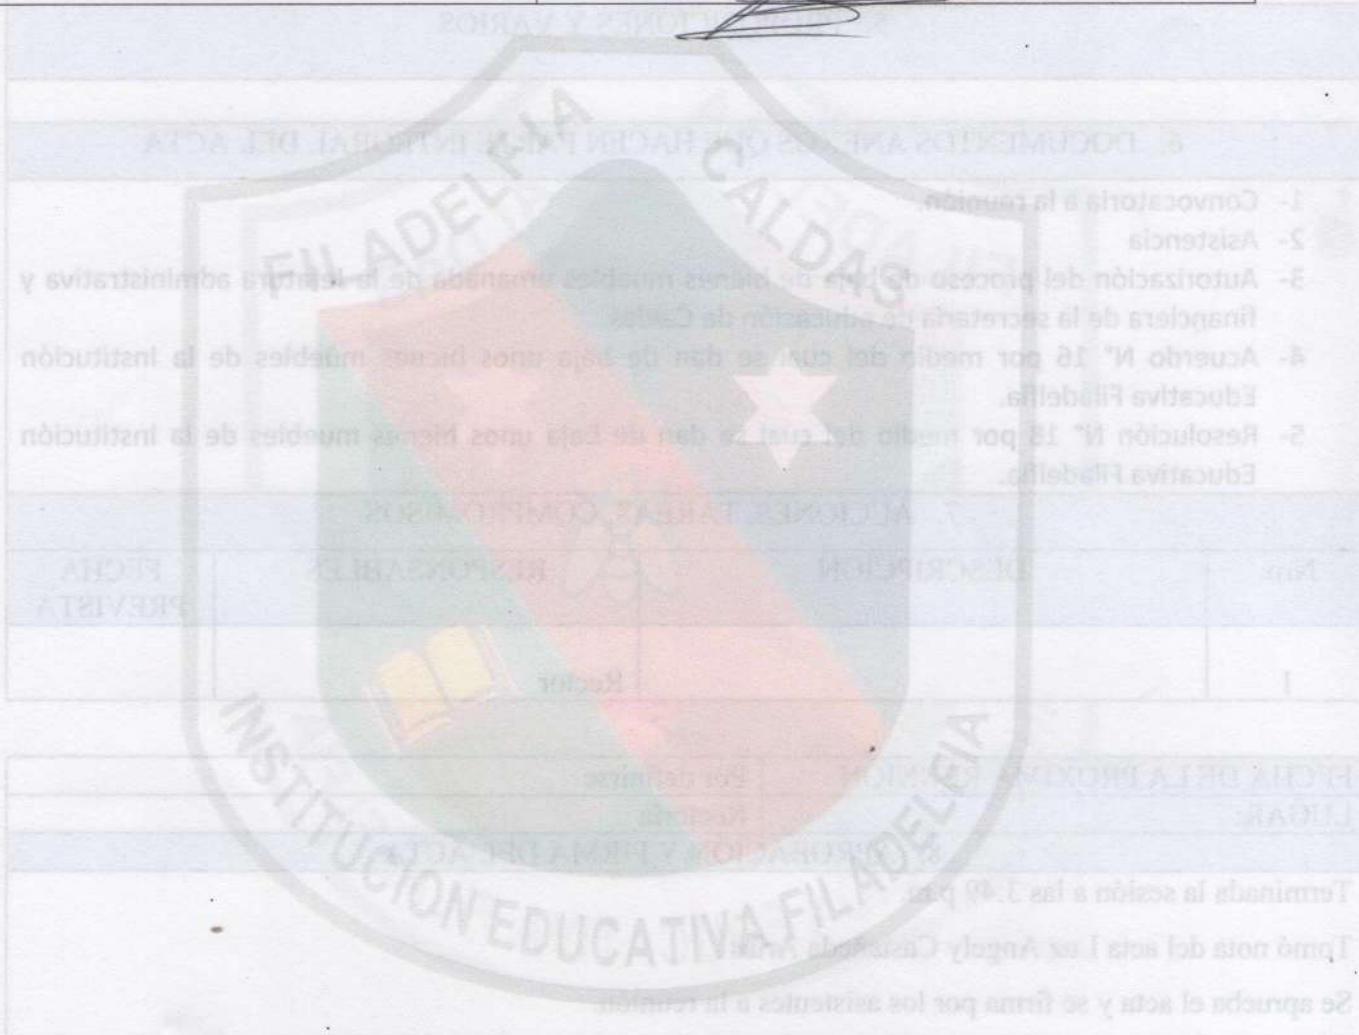 5. PROPOSICIONES Y VARIOS
6. DOCUMENTOS ANEXOS QUE HACEN PARTE INTEGRAL DEL ACTA
1- Convocatoria a la reunión.
2- Asistencia
3- Autorización del proceso de baja de bienes muebles emanada de la jefatura administrativa y
financiera de la secretaría de educación de Caldas
4- Acuerdo N° 16 por medio del cual se dan de baja unos bienes muebles de la Institución
Educativa Filadelfia.
5- Resolución N° 18 por medio del cual se dan de baja unos bienes muebles de la Institución
Educativa Filadelfia.
7. ACCIONES, TAREAS, COMPROMISOS
Nro DESCRIPCIÓN RESPONSABLES FECHA
PREVISTA
1 Rector
FECHA DE LA PRÓXIMA REUNIÓN Por definirse
LUGAR: Rectoría
8. APROBACIÓN Y FIRMA DEL ACTA
Terminada la sesión a las 3:49 p.m.
Tomó nota del acta Luz Angely Castañeda
Se aprueba el acta y se firma por los asistentes a la reunión.
FILADELFIA CALDAS
INSTITUCION EDUCATIVA FILADELFIA